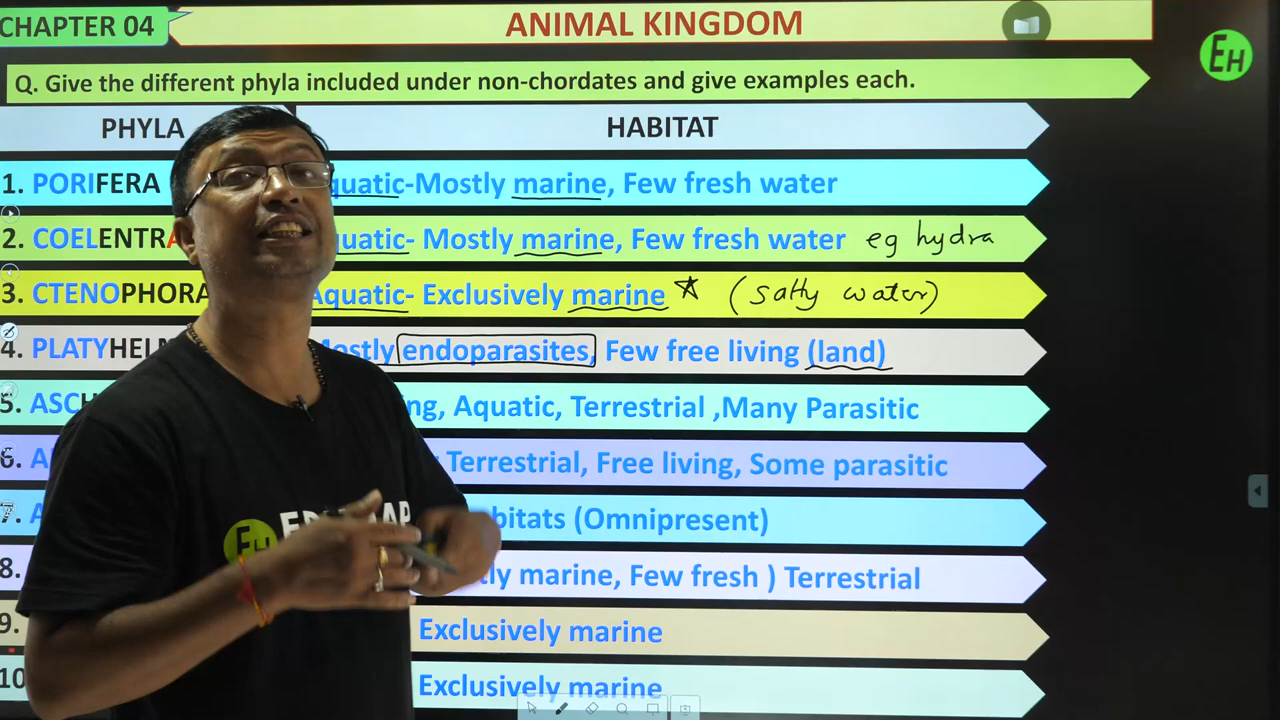 CHAPTER 04
ANIMAL KINGDOM
EH
Q. Give the different phyla included under non-chordates and give examples each.
PHYLA HABITAT
1. PORIFERA quatic-Mostly marine, Few fresh water
2. COELENTRA quatic- Mostly marine, Few fresh water eg hydra
3. CTENOPHORA Aquatic- Exclusively marine (salty water)
4. PLATYHEL Mostly endoparasites, Few free living (land)
5. ASCH ng, Aquatic, Terrestrial ,Many Parasitic
6. A Terrestrial, Free living, Some parasitic
7. A bitats (Omnipresent)
8. tly marine, Few fresh ) Terrestrial
9. Exclusively marine
10 Exclusively marine
EH